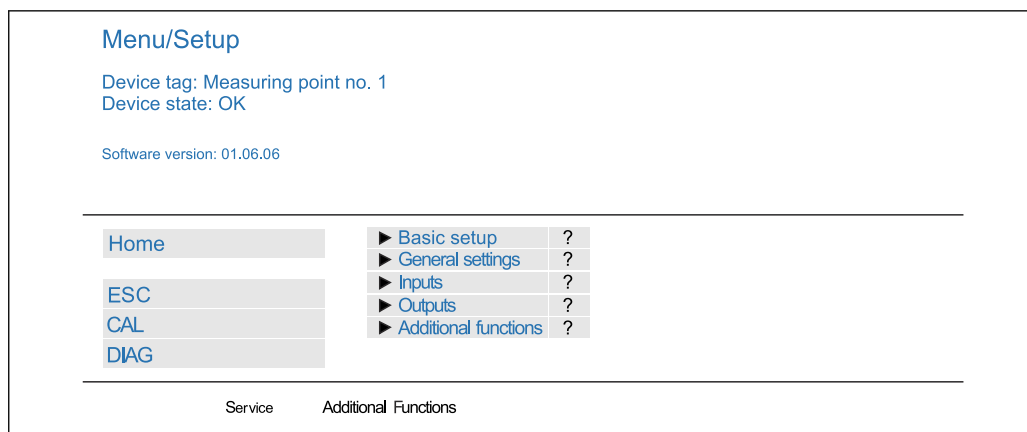 Menu/Setup
Device tag: Measuring point no. 1
Device state: OK
Software version: 01.06.06
Home
ESC
CAL
DIAG
► Basic setup ?
► General settings ?
► Inputs ?
► Outputs ?
► Additional functions ?
Service Additional Functions